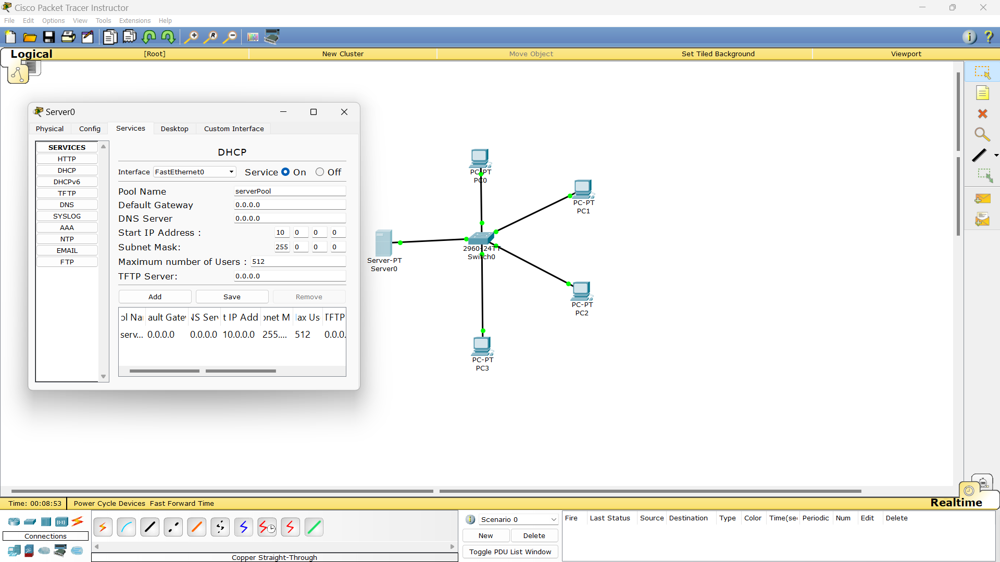 Cisco Packet Tracer Instructor
File Edit Options View Tools Extensions Help
Logical [Root] New Cluster Move Object Set Tiled Background Viewport
Server0
Physical Config Services Desktop Custom Interface
SERVICES
HTTP
DHCP
DHCPv6
TFTP
DNS
SYSLOG
AAA
NTP
EMAIL
FTP
DHCP
Interface FastEthernet0 Service On Off
Pool Name serverPool
Default Gateway 0.0.0.0
DNS Server 0.0.0.0
Start IP Address : 10 0 0 0
Subnet Mask: 255 0 0 0
Maximum number of Users : 512
TFTP Server: 0.0.0.0
Add Save Remove
ol Na ault Gate NS Serv t IP Add onet M ax Us TFTP
serv... 0.0.0.0 0.0.0.0 10.0.0.0 255.... 512 0.0.0.
PC-PT
PC0
PC-PT
PC1
Server-PT
Server0
2960-24TT
Switch0
PC-PT
PC2
PC-PT
PC3
Time: 00:08:53 Power Cycle Devices Fast Forward Time Realtime
Connections
Copper Straight-Through
Scenario 0
New Delete
Toggle PDU List Window
Fire Last Status Source Destination Type Color Time(sec Periodic Num Edit Delete